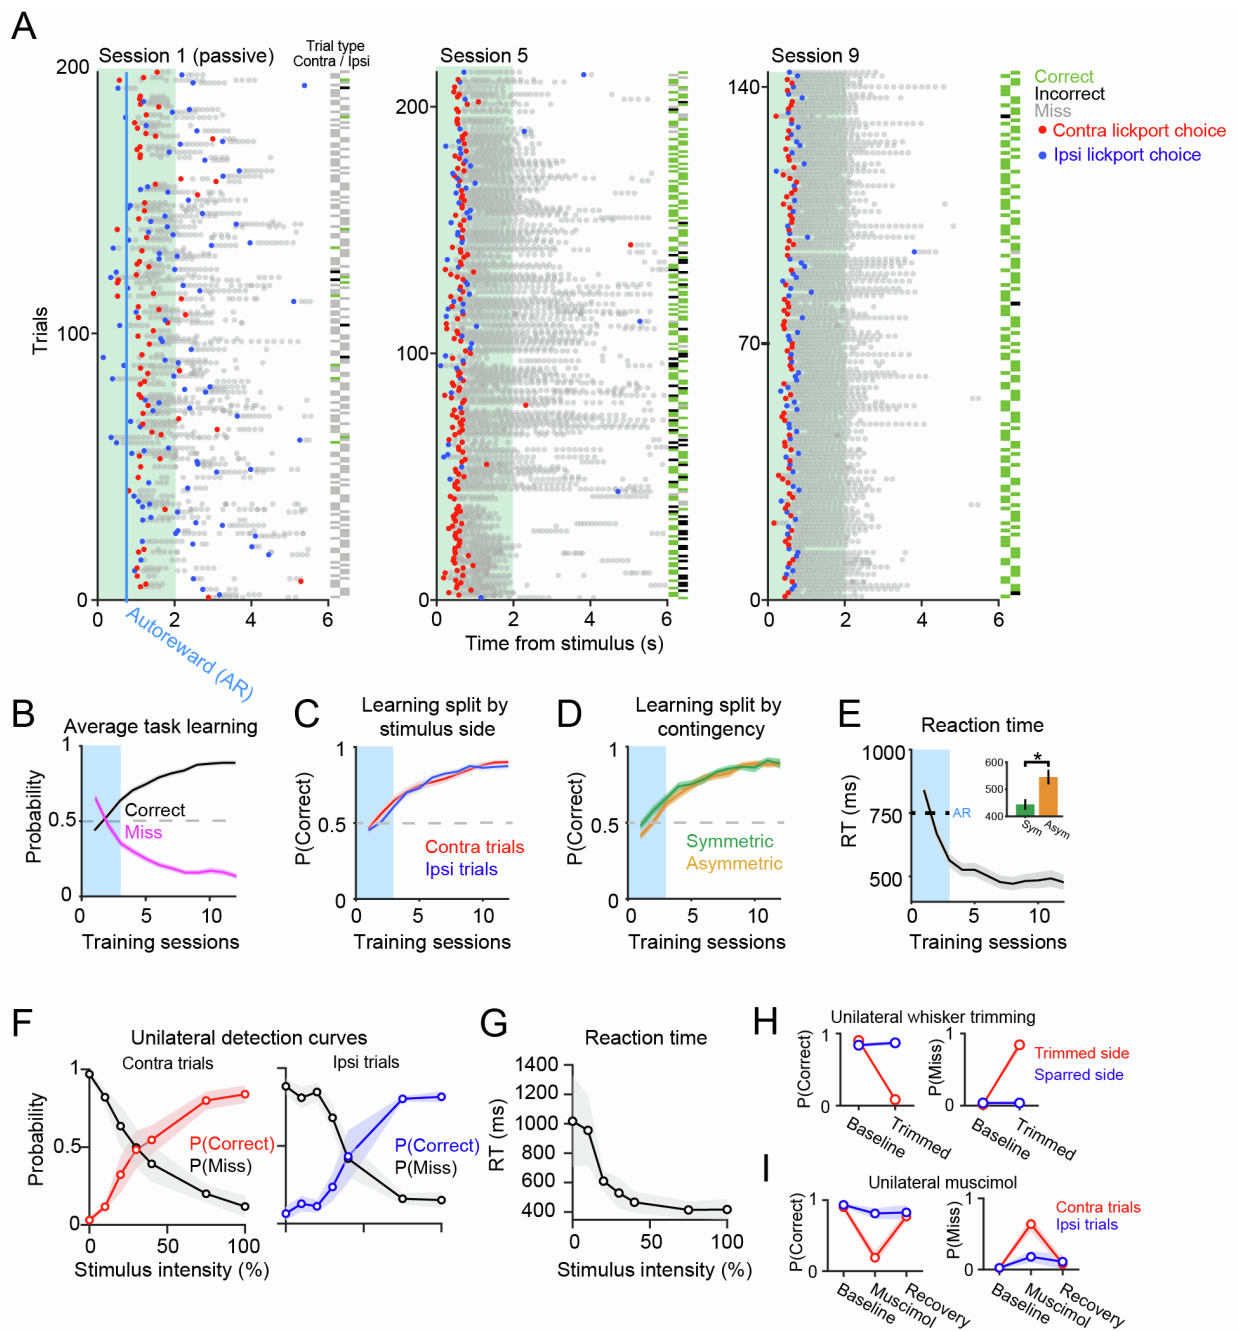 A
Session 1 (passive)
Trial type
Contra / Ipsi
Session 5
Session 9
Correct
Incorrect
Miss
Contra lickport choice
Ipsi lickport choice
Trials
200
100
0
200
100
0
140
70
0
0 2 4 6
0 2 4 6
0 2 4 6
Autoreward (AR)
Time from stimulus (s)
B
Average task learning
Probability
1
0.5
0
Correct
Miss
0 5 10
Training sessions
C
Learning split by
stimulus side
P(Correct)
1
0.5
0
Contra trials
Ipsi trials
0 5 10
Training sessions
D
Learning split by
contingency
P(Correct)
1
0.5
0
Symmetric
Asymmetric
0 5 10
Training sessions
E
Reaction time
RT (ms)
1000
750
500
AR
600
500
400
*
Sym
Asym
0 5 10
Training sessions
F
Unilateral detection curves
Contra trials
Ipsi trials
Probability
1
0.5
0
P(Correct)
P(Miss)
P(Correct)
P(Miss)
0 50 100
Stimulus intensity (%)
G
Reaction time
RT (ms)
1400
1200
1000
800
600
400
0 50 100
Stimulus intensity (%)
H
Unilateral whisker trimming
P(Correct)
1
0
Baseline
Trimmed
P(Miss)
1
0
Baseline
Trimmed
Trimmed side
Sparred side
I
Unilateral muscimol
P(Correct)
1
0
Baseline
Muscimol
Recovery
P(Miss)
1
0
Baseline
Muscimol
Recovery
Contra trials
Ipsi trials